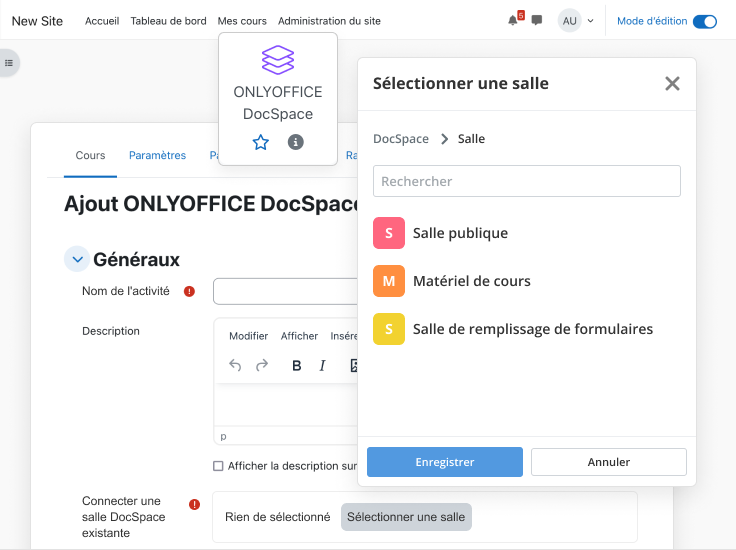 New Site Accueil Tableau de bord Mes cours Administration du site 5 AU Mode d'édition
ONLYOFFICE
DocSpace
Cours Paramètres Pa Ra
Ajout ONLYOFFICE DocSpace
Généraux
Nom de l'activité
Description
Modifier Afficher Insére
B I
p
Afficher la description sur
Connecter une
salle DocSpace
existante
Rien de sélectionné Sélectionner une salle
Sélectionner une salle
DocSpace Salle
Rechercher
S Salle publique
M Matériel de cours
S Salle de remplissage de formulaires
Enregistrer Annuler